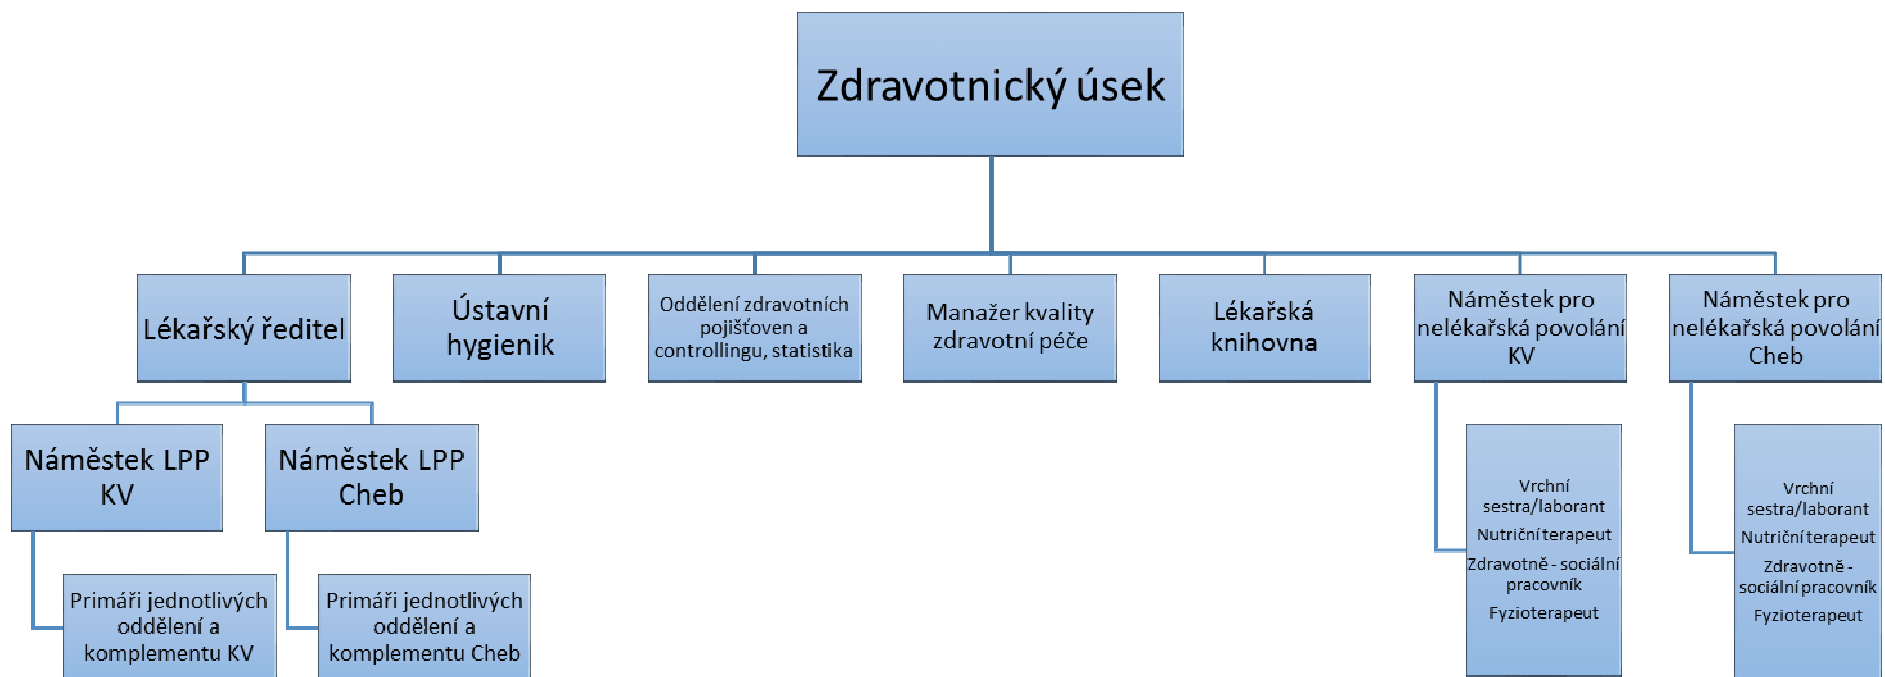 Zdravotnický úsek
Lékařský ředitel
Ústavní
hygienik
Oddělení zdravotních
pojišťoven a
controllingu, statistika
Manažer kvality
zdravotní péče
Lékařská
knihovna
Náměstek pro
nelékařská povolání
KV
Náměstek pro
nelékařská povolání
Cheb
Náměstek LPP
KV
Náměstek LPP
Cheb
Primáři jednotlivých
oddělení a
komplementu KV
Primáři jednotlivých
oddělení a
komplementu Cheb
Vrchní
sestra/laborant
Nutriční terapeut
Zdravotně - sociální
pracovník
Fyzioterapeut
Vrchní
sestra/laborant
Nutriční terapeut
Zdravotně -
sociální pracovník
Fyzioterapeut